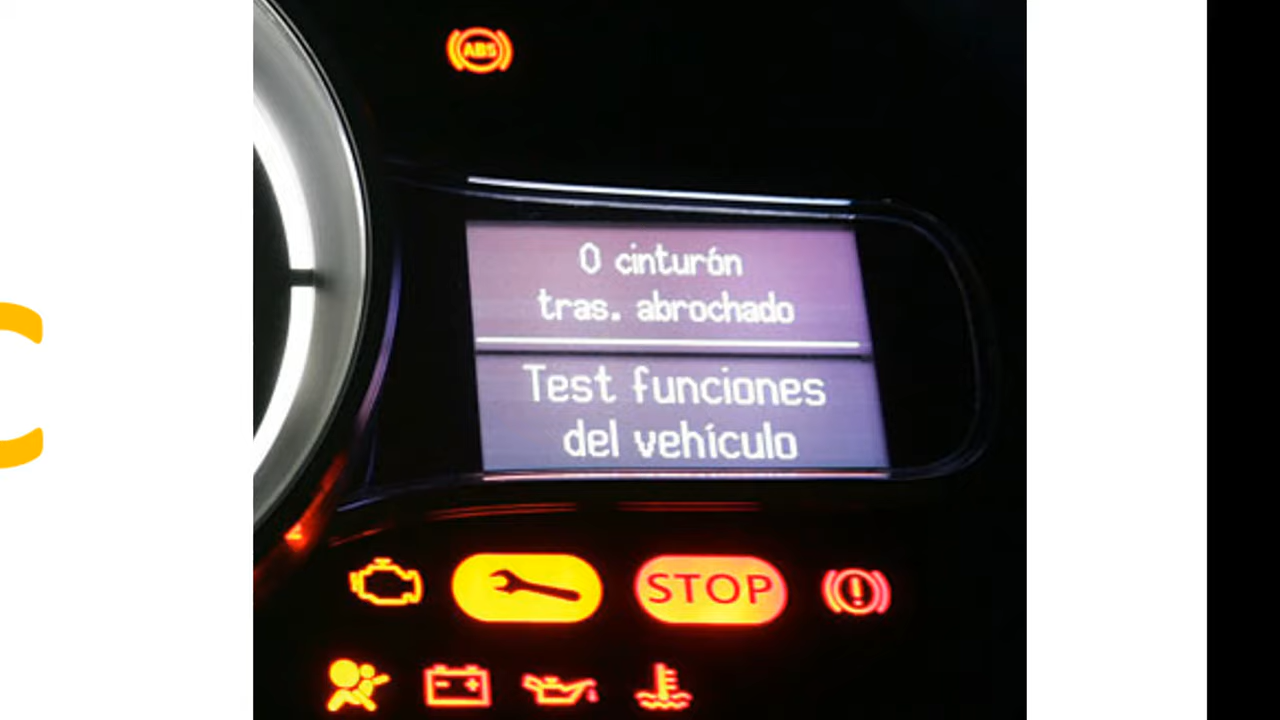 ABS
0 cinturón
tras. abrochado
Test funciones
del vehículo
STOP